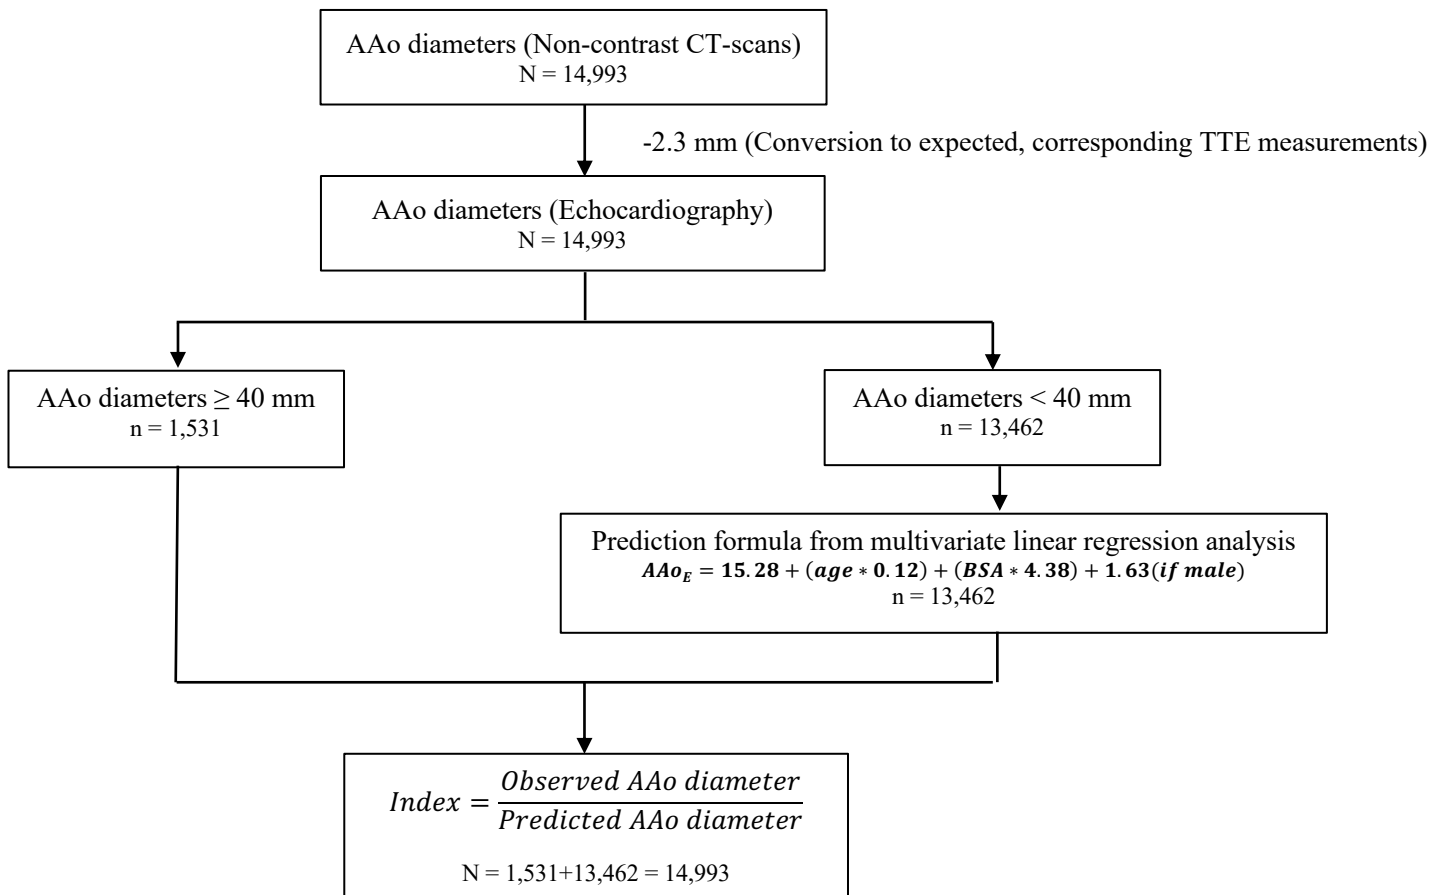 AAo diameters (Non-contrast CT-scans)
N = 14,993
-2.3 mm (Conversion to expected, corresponding TTE measurements)
AAo diameters (Echocardiography)
N = 14,993
AAo diameters ≥ 40 mm
n = 1,531
AAo diameters < 40 mm
n = 13,462
Prediction formula from multivariate linear regression analysis
AAo_E = 15.28 + (age * 0.12) + (BSA * 4.38) + 1.63(if male)
n = 13,462
Index = Observed AAo diameter / Predicted AAo diameter
N = 1,531+13,462 = 14,993